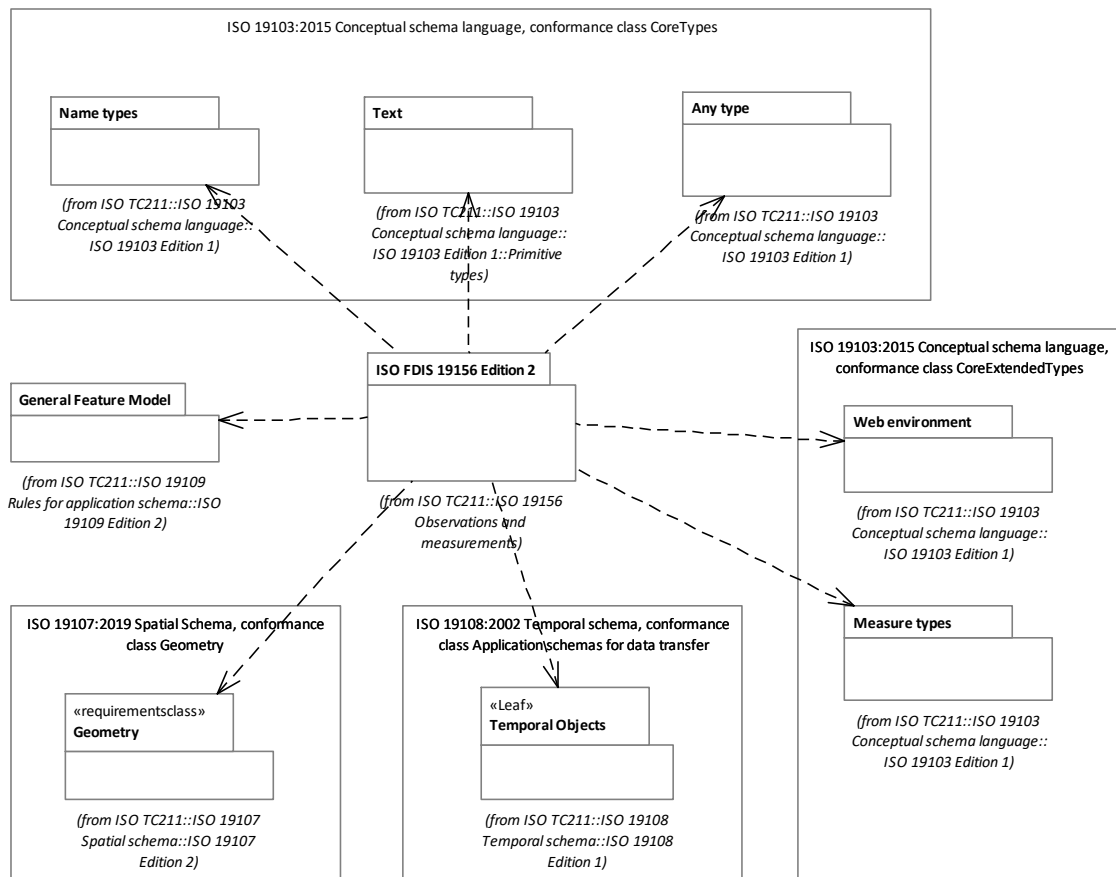 ISO 19103:2015 Conceptual schema language, conformance class CoreTypes
Name types
(from ISO TC211::ISO 19103
Conceptual schema language::
ISO 19103 Edition 1)
Text
(from ISO TC211::ISO 19103
Conceptual schema language::
ISO 19103 Edition 1::Primitive
types)
Any type
(from ISO TC211::ISO 19103
Conceptual schema language::
ISO 19103 Edition 1)
General Feature Model
(from ISO TC211::ISO 19109
Rules for application schema::ISO
19109 Edition 2)
ISO FDIS 19156 Edition 2
(from ISO TC211::ISO 19156
Observations and
measurements)
ISO 19103:2015 Conceptual schema language,
conformance class CoreExtendedTypes
Web environment
(from ISO TC211::ISO 19103
Conceptual schema language::
ISO 19103 Edition 1)
Measure types
(from ISO TC211::ISO 19103
Conceptual schema language::
ISO 19103 Edition 1)
ISO 19107:2019 Spatial Schema, conformance
class Geometry
«requirementsclass»
Geometry
(from ISO TC211::ISO 19107
Spatial schema::ISO 19107
Edition 2)
ISO 19108:2002 Temporal schema, conformance
class Application schemas for data transfer
«Leaf»
Temporal Objects
(from ISO TC211::ISO 19108
Temporal schema::ISO 19108
Edition 1)